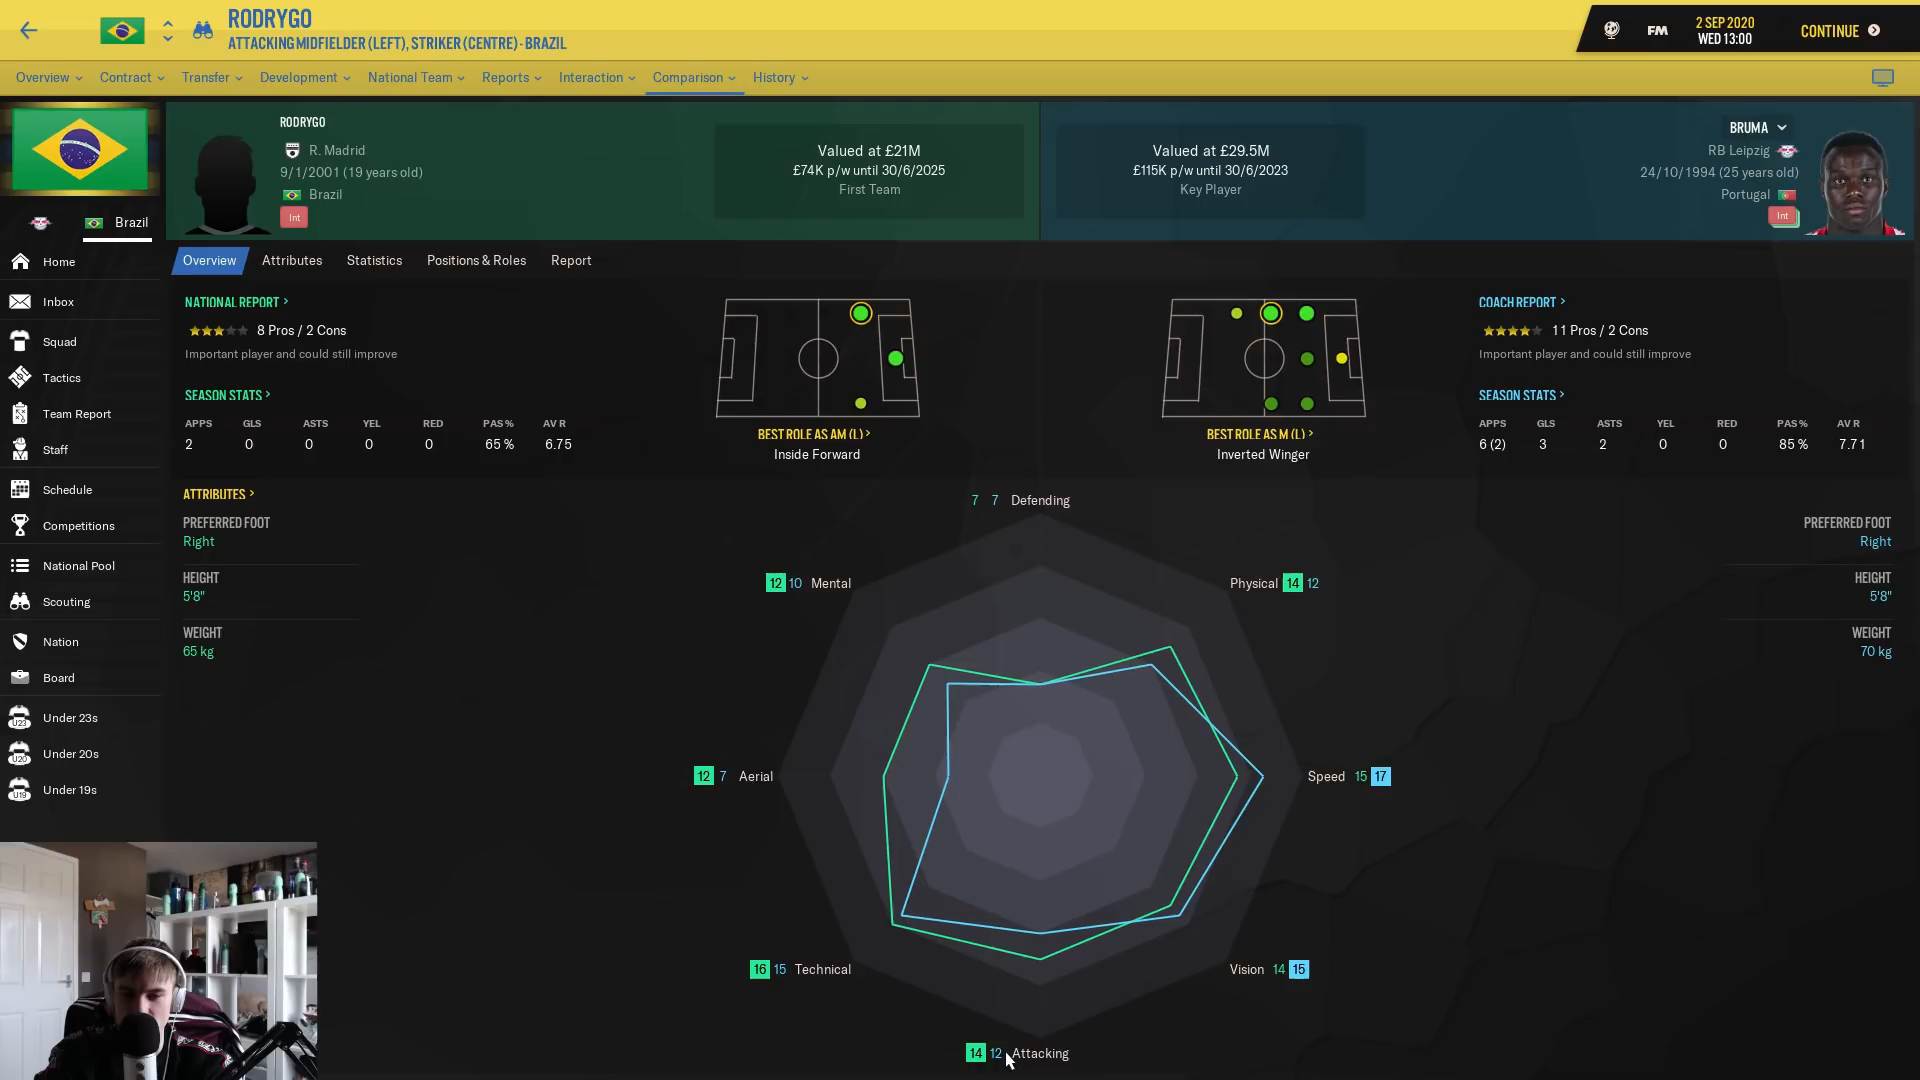 RODRYGO
ATTACKING MIDFIELDER (LEFT), STRIKER (CENTRE) · BRAZIL
FM
2 SEP 2020
WED 13:00
CONTINUE
Overview Contract Transfer Development National Team Reports Interaction Comparison History
RODRYGO
R. Madrid
9/1/2001 (19 years old)
Brazil
Int
Valued at £21M
£74K p/w until 30/6/2025
First Team
Valued at £29.5M
£115K p/w until 30/6/2023
Key Player
BRUMA
RB Leipzig
24/10/1994 (25 years old)
Portugal
Int
Brazil
Home
Inbox
Squad
Tactics
Team Report
Staff
Schedule
Competitions
National Pool
Scouting
Nation
Board
U23 Under 23s
U20 Under 20s
U19 Under 19s
Overview Attributes Statistics Positions & Roles Report
NATIONAL REPORT >
8 Pros / 2 Cons
Important player and could still improve
SEASON STATS >
APPS GLS ASTS YEL RED PAS % AV R
2 0 0 0 0 65 % 6.75
BEST ROLE AS AM (L) >
Inside Forward
BEST ROLE AS M (L) >
Inverted Winger
COACH REPORT >
11 Pros / 2 Cons
Important player and could still improve
SEASON STATS >
APPS GLS ASTS YEL RED PAS % AV R
6 (2) 3 2 0 0 85 % 7.71
ATTRIBUTES >
PREFERRED FOOT
Right
HEIGHT
5'8"
WEIGHT
65 kg
7 7 Defending
12 10 Mental
Physical 14 12
12 7 Aerial
Speed 15 17
16 15 Technical
Vision 14 15
14 12 Attacking
PREFERRED FOOT
Right
HEIGHT
5'8"
WEIGHT
70 kg